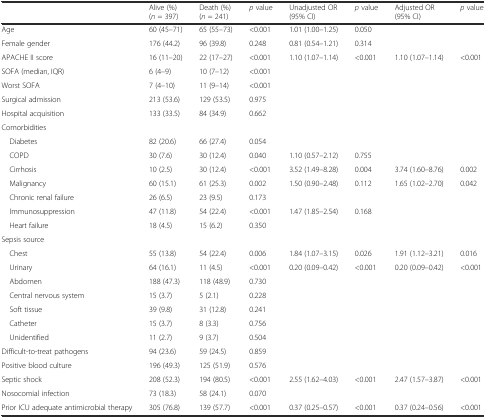 Alive (%) (n = 397) Death (%) (n = 241) p value Unadjusted OR (95% CI) p value Adjusted OR (95% CI) p value
Age 60 (45–71) 65 (55–73) <0.001 1.01 (1.00–1.25) 0.050
Female gender 176 (44.2) 96 (39.8) 0.248 0.81 (0.54–1.21) 0.314
APACHE II score 16 (11–20) 22 (17–27) <0.001 1.10 (1.07–1.14) <0.001 1.10 (1.07–1.14) <0.001
SOFA (median, IQR) 6 (4–9) 10 (7–12) <0.001
Worst SOFA 7 (4–10) 11 (9–14) <0.001
Surgical admission 213 (53.6) 129 (53.5) 0.975
Hospital acquisition 133 (33.5) 84 (34.9) 0.662
Comorbidities
Diabetes 82 (20.6) 66 (27.4) 0.054
COPD 30 (7.6) 30 (12.4) 0.040 1.10 (0.57–2.12) 0.755
Cirrhosis 10 (2.5) 30 (12.4) <0.001 3.52 (1.49–8.28) 0.004 3.74 (1.60–8.76) 0.002
Malignancy 60 (15.1) 61 (25.3) 0.002 1.50 (0.90–2.48) 0.112 1.65 (1.02–2.70) 0.042
Chronic renal failure 26 (6.5) 23 (9.5) 0.173
Immunosuppression 47 (11.8) 54 (22.4) <0.001 1.47 (1.85–2.54) 0.168
Heart failure 18 (4.5) 15 (6.2) 0.350
Sepsis source
Chest 55 (13.8) 54 (22.4) 0.006 1.84 (1.07–3.15) 0.026 1.91 (1.12–3.21) 0.016
Urinary 64 (16.1) 11 (4.5) <0.001 0.20 (0.09–0.42) <0.001 0.20 (0.09–0.42) <0.001
Abdomen 188 (47.3) 118 (48.9) 0.730
Central nervous system 15 (3.7) 5 (2.1) 0.228
Soft tissue 39 (9.8) 31 (12.8) 0.241
Catheter 15 (3.7) 8 (3.3) 0.756
Unidentified 11 (2.7) 9 (3.7) 0.504
Difficult-to-treat pathogens 94 (23.6) 59 (24.5) 0.859
Positive blood culture 196 (49.3) 125 (51.9) 0.576
Septic shock 208 (52.3) 194 (80.5) <0.001 2.55 (1.62–4.03) <0.001 2.47 (1.57–3.87) <0.001
Nosocomial infection 73 (18.3) 58 (24.1) 0.070
Prior ICU adequate antimicrobial therapy 305 (76.8) 139 (57.7) <0.001 0.37 (0.25–0.57) <0.001 0.37 (0.24–0.56) <0.001